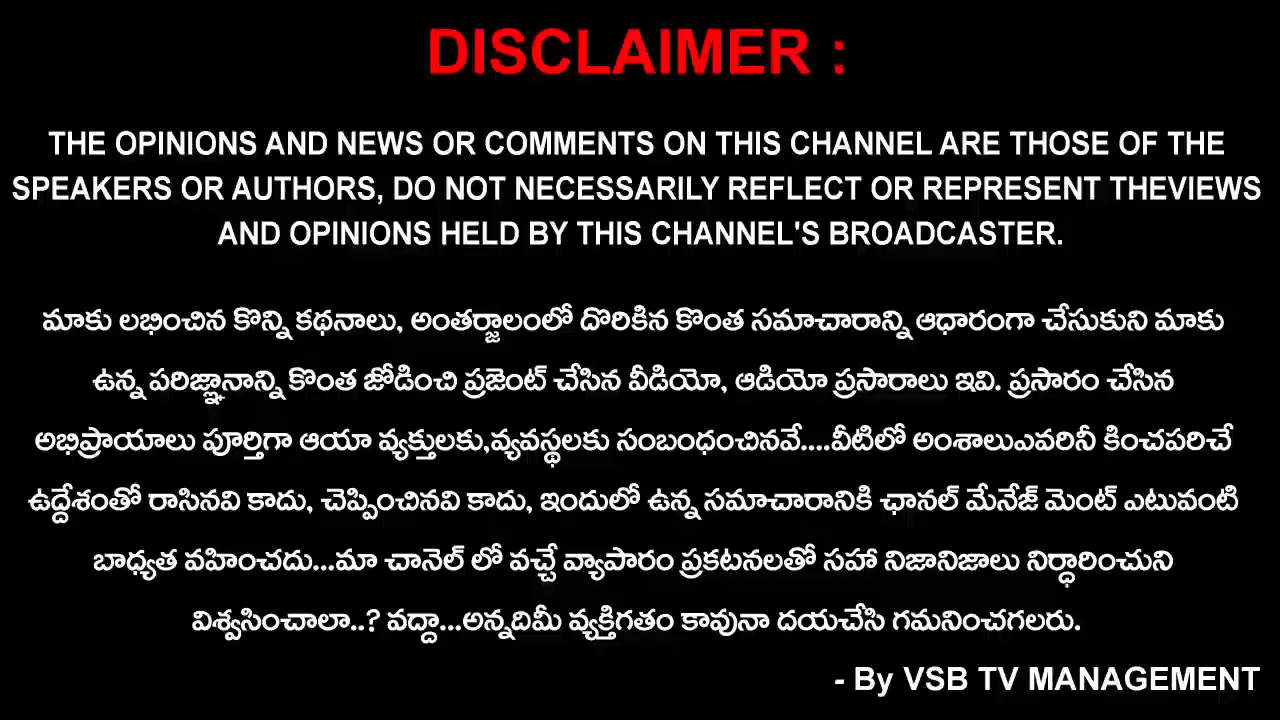 DISCLAIMER :
THE OPINIONS AND NEWS OR COMMENTS ON THIS CHANNEL ARE THOSE OF THE
SPEAKERS OR AUTHORS, DO NOT NECESSARILY REFLECT OR REPRESENT THEVIEWS
AND OPINIONS HELD BY THIS CHANNEL'S BROADCASTER.
మాకు లభించిన కొన్ని కథనాలు, అంతర్జాలంలో దొరికిన కొంత సమాచారాన్ని ఆధారంగా చేసుకుని మాకు
ఉన్న పరిజ్ఞానాన్ని కొంత జోడించి ప్రజెంట్ చేసిన వీడియో, ఆడియో ప్రసారాలు ఇవి. ప్రసారం చేసిన
అభిప్రాయాలు పూర్తిగా ఆయా వ్యక్తులకు,వ్యవస్థలకు సంబంధంచినవే....వీటిలో అంశాలుఎవరినీ కించపరిచే
ఉద్దేశంతో రాసినవి కాదు, చెప్పించినవి కాదు, ఇందులో ఉన్న సమాచారానికి ఛానల్ మేనేజ్ మెంట్ ఎటువంటి
బాధ్యత వహించదు...మా చానెల్ లో వచ్చే వ్యాపారం ప్రకటనలతో సహా నిజానిజాలు నిర్ధారించుని
విశ్వసించాలా..? వద్దా...అన్నదిమీ వ్యక్తిగతం కావునా దయచేసి గమనించగలరు.
- By VSB TV MANAGEMENT